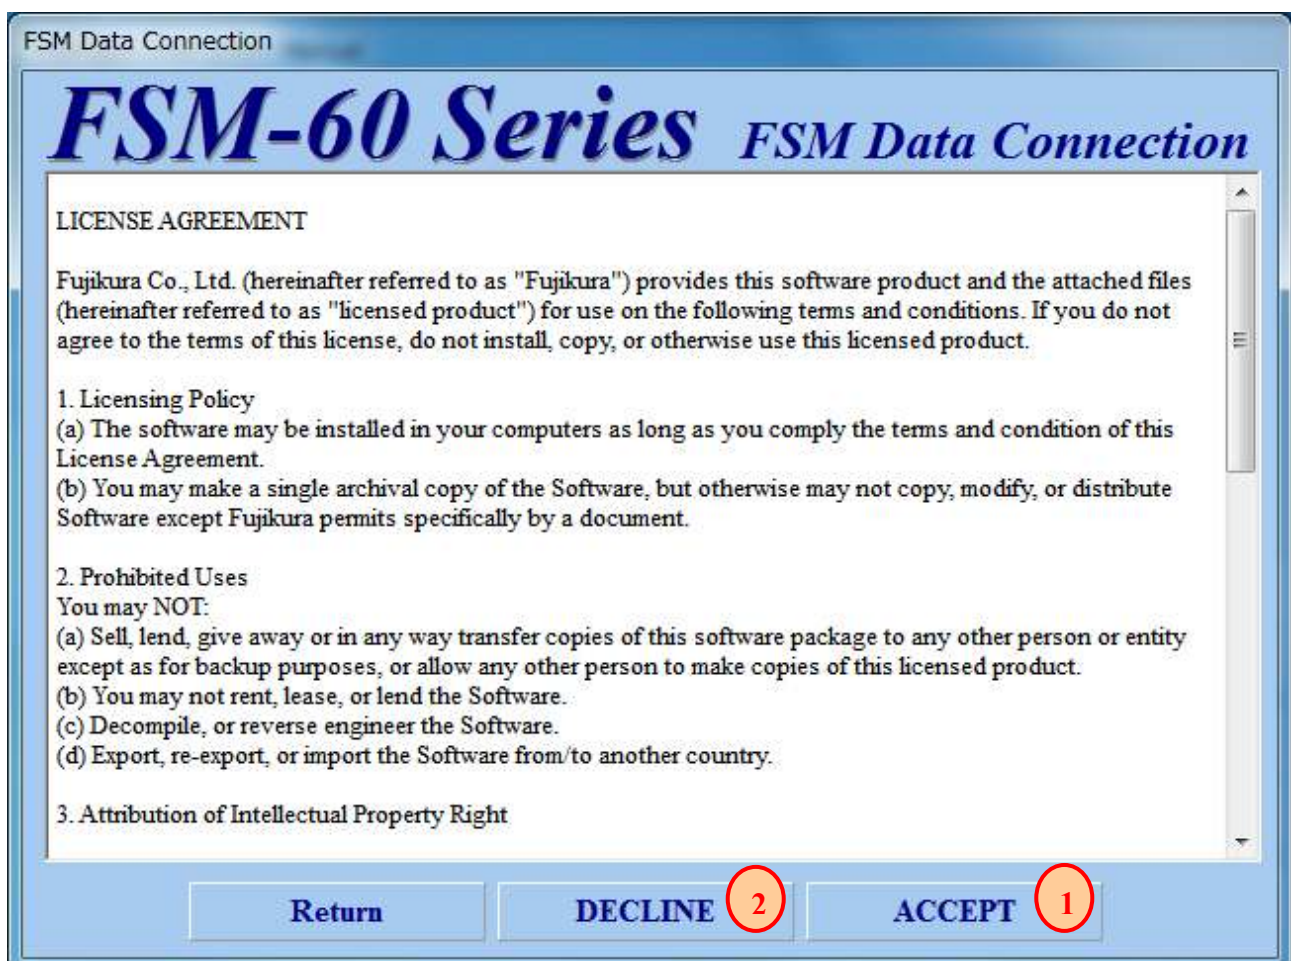 FSM Data Connection
FSM-60 Series FSM Data Connection
LICENSE AGREEMENT
Fujikura Co., Ltd. (hereinafter referred to as "Fujikura") provides this software product and the attached files
(hereinafter referred to as "licensed product") for use on the following terms and conditions. If you do not
agree to the terms of this license, do not install, copy, or otherwise use this licensed product.
1. Licensing Policy
(a) The software may be installed in your computers as long as you comply the terms and condition of this
License Agreement.
(b) You may make a single archival copy of the Software, but otherwise may not copy, modify, or distribute
Software except Fujikura permits specifically by a document.
2. Prohibited Uses
You may NOT:
(a) Sell, lend, give away or in any way transfer copies of this software package to any other person or entity
except as for backup purposes, or allow any other person to make copies of this licensed product.
(b) You may not rent, lease, or lend the Software.
(c) Decompile, or reverse engineer the Software.
(d) Export, re-export, or import the Software from/to another country.
3. Attribution of Intellectual Property Right
Return DECLINE 2 ACCEPT 1